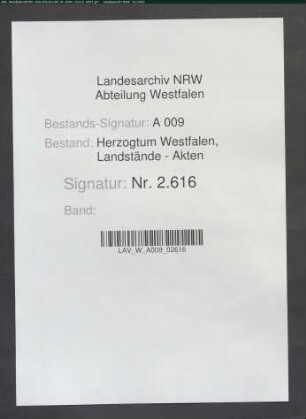 Landesarchiv NRW
Abteilung Westfalen
Bestands-Signatur: A 009
Bestand: Herzogtum Westfalen,
Landstände - Akten
Signatur: Nr. 2.616
Band:
LAV_W_A009_02616